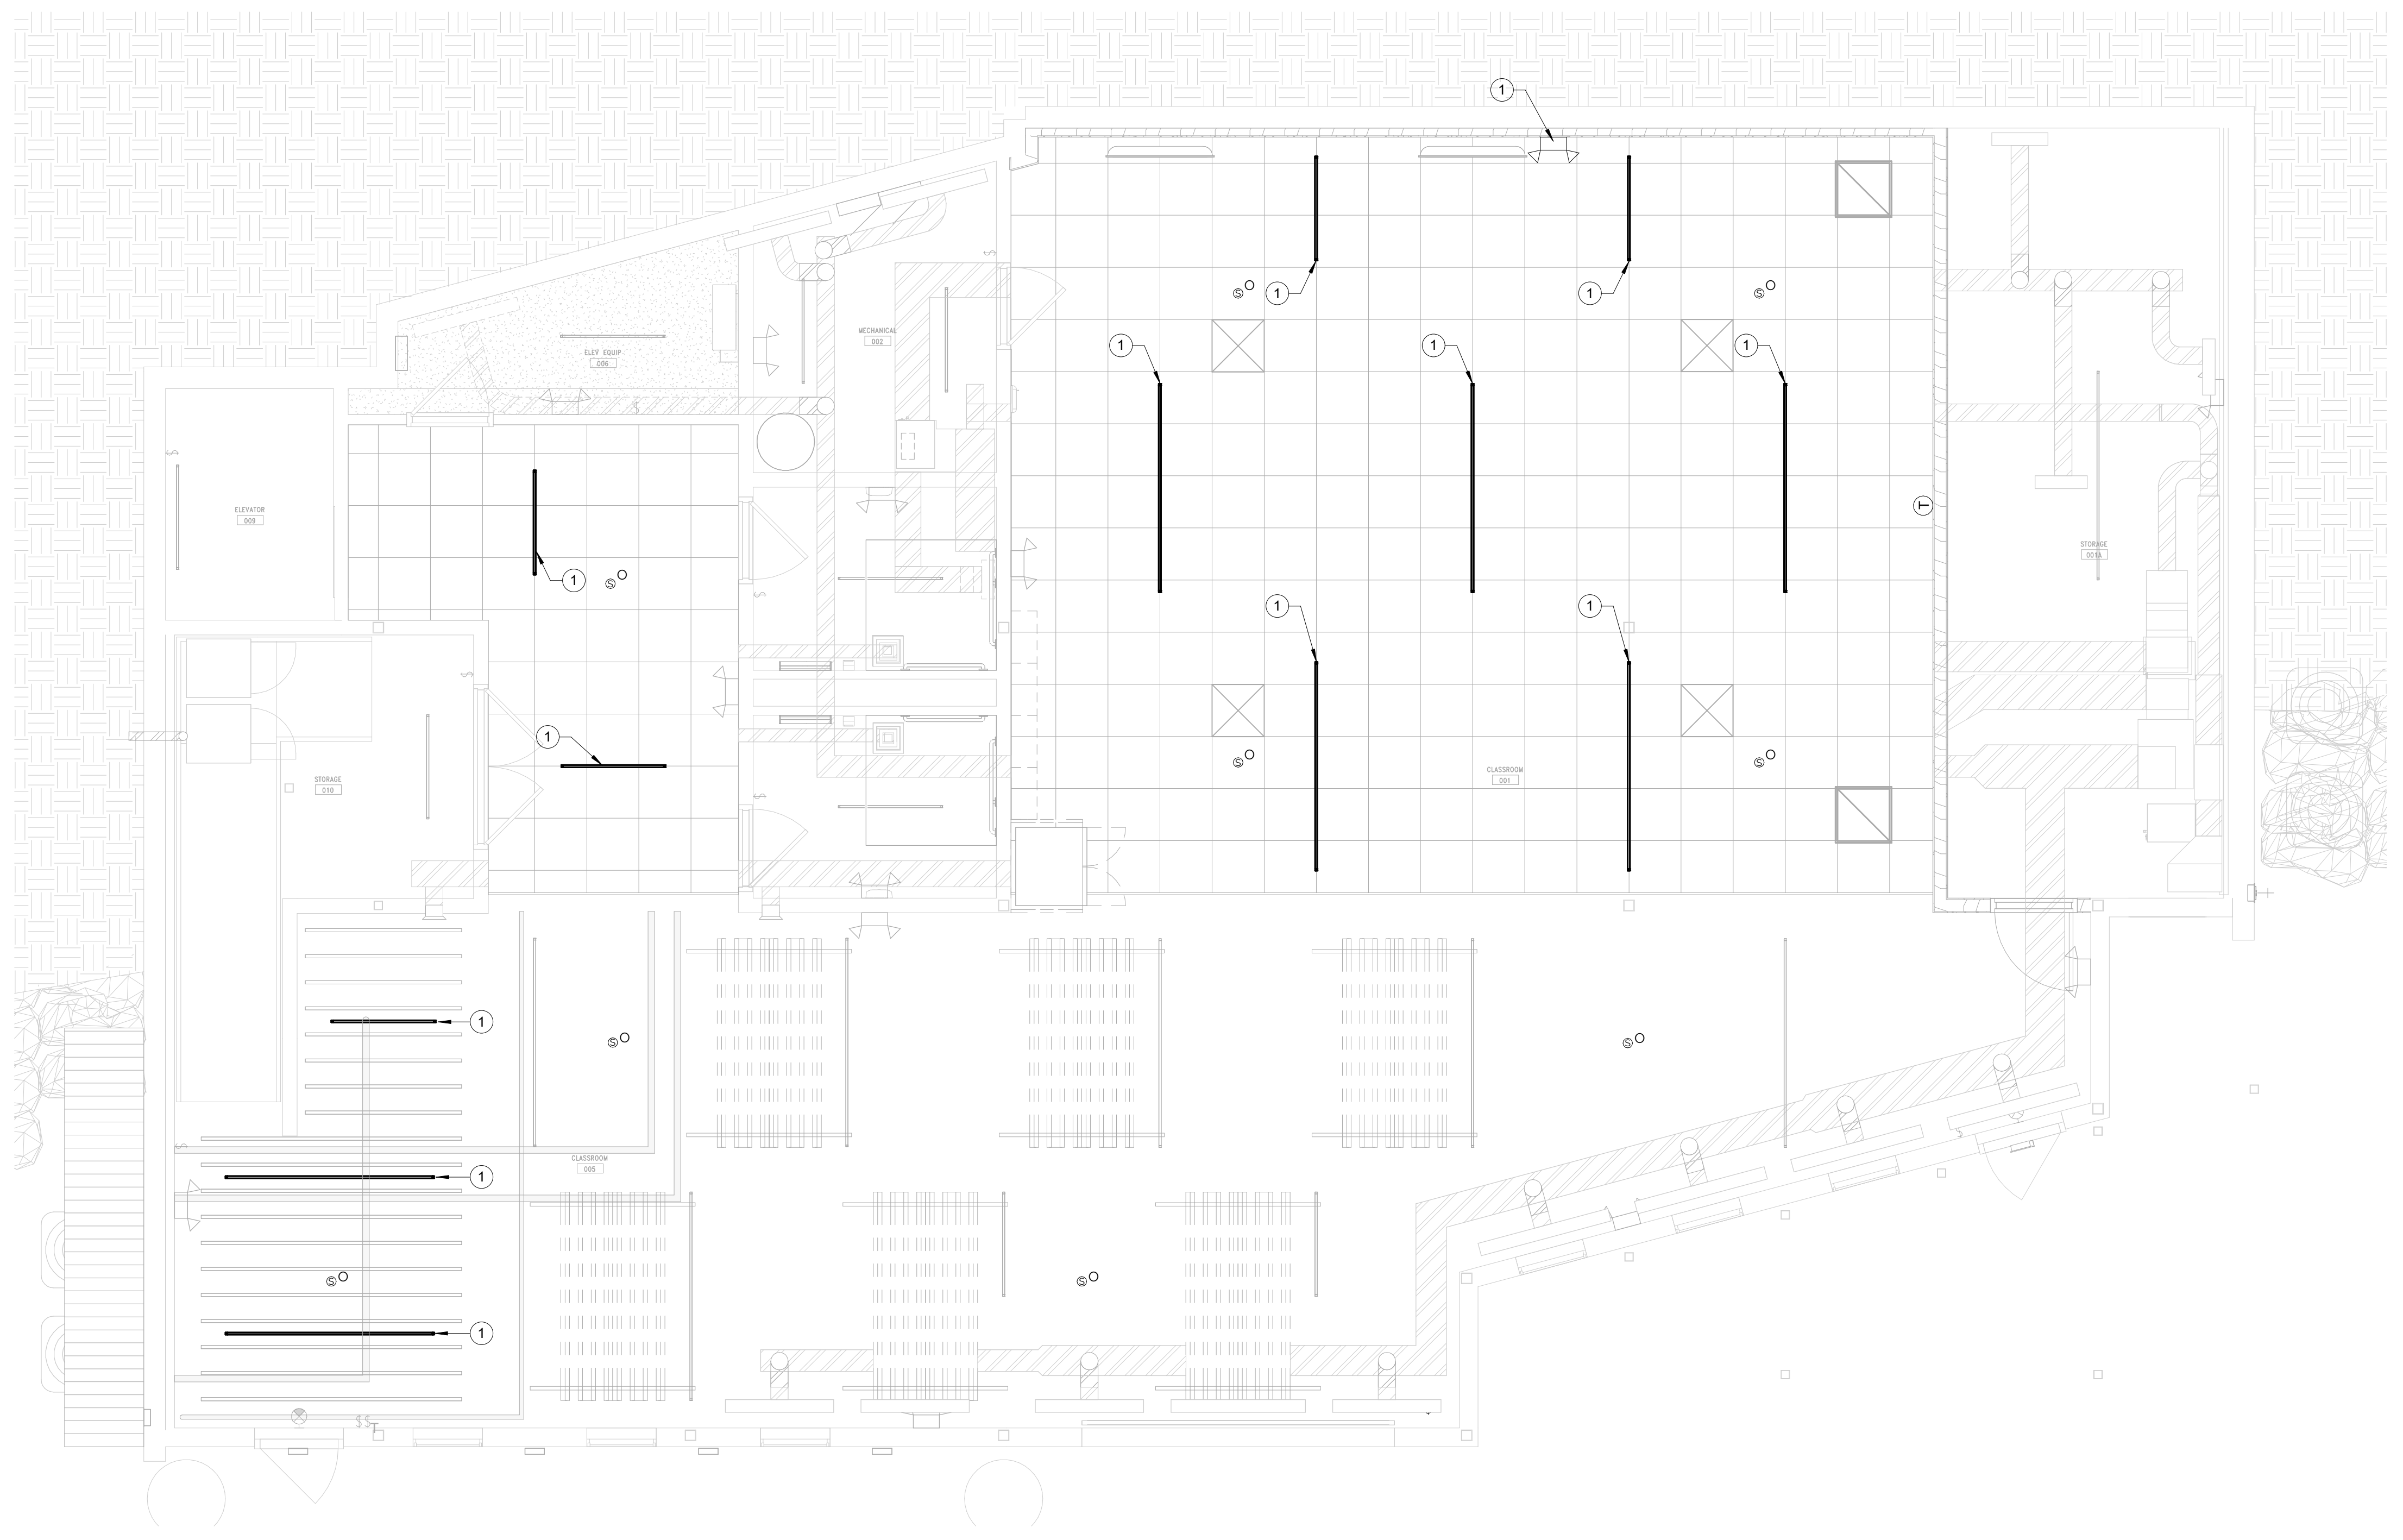 1
1
1
S O
S O
MECHANICAL
002
1
1
1
ELEV EQUIP
006
$
$
$
ELEVATOR
009
T
STORAGE
001A
1
S O
$
1
1
$
1
S O
S O
CLASSROOM
001
STORAGE
010
$
1
S O
S O
$
CLASSROOM
005
1
S O
S O
1
$$
T